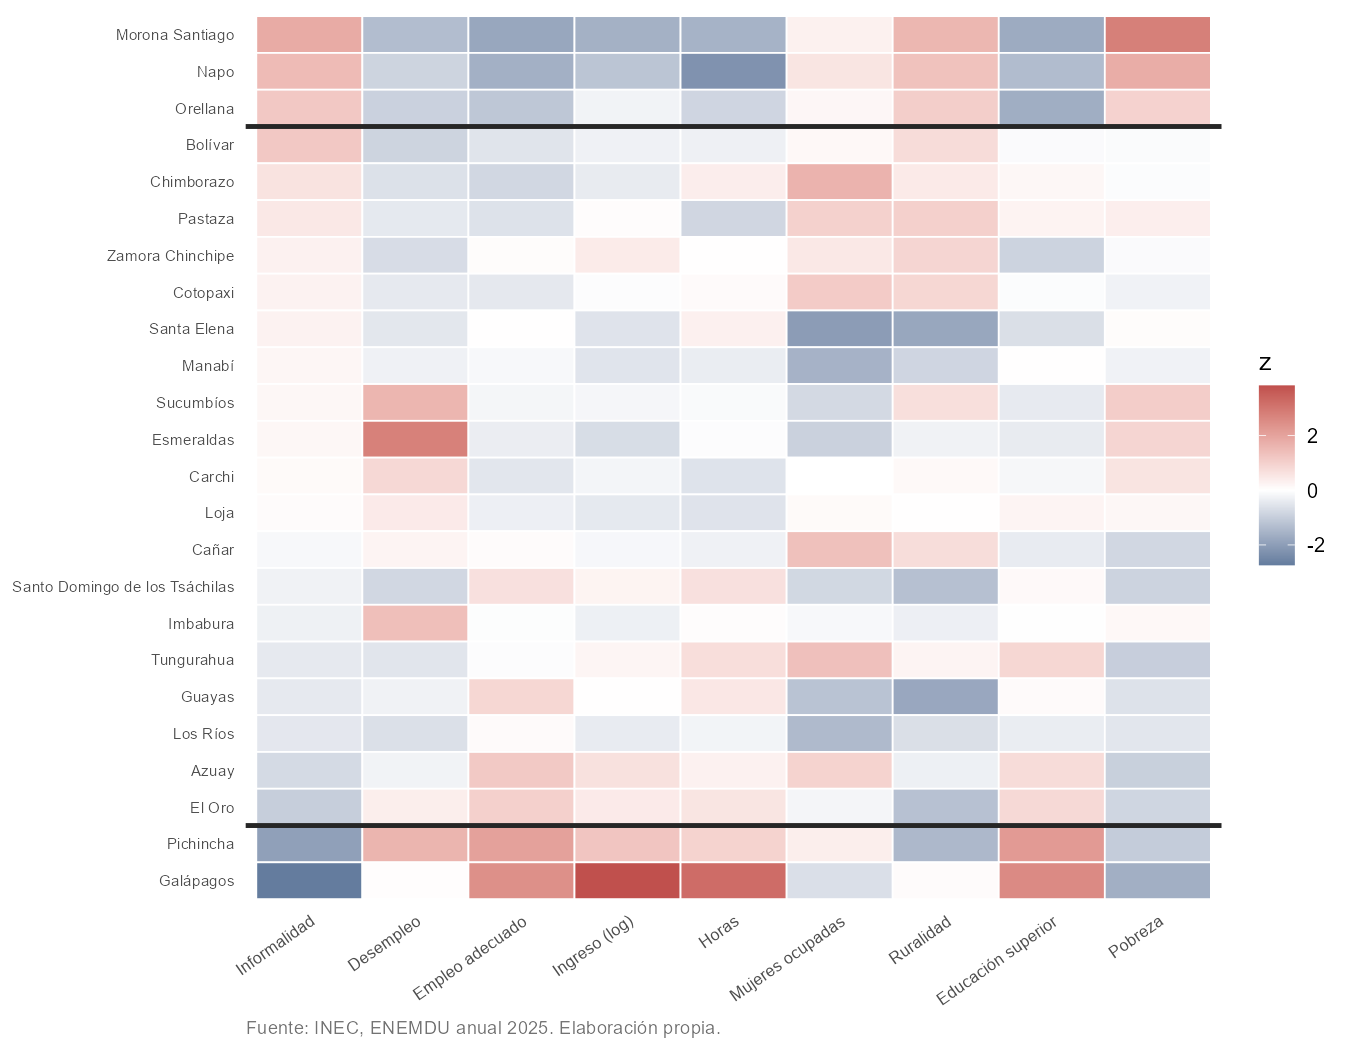 Morona Santiago
Napo
Orellana
Bolívar
Chimborazo
Pastaza
Zamora Chinchipe
Cotopaxi
Santa Elena
Manabí
Sucumbíos
Esmeraldas
Carchi
Loja
Cañar
Santo Domingo de los Tsáchilas
Imbabura
Tungurahua
Guayas
Los Ríos
Azuay
El Oro
Pichincha
Galápagos
z
2
0
-2
Informalidad
Desempleo
Empleo adecuado
Ingreso (log)
Horas
Mujeres ocupadas
Ruralidad
Educación superior
Pobreza
Fuente: INEC, ENEMDU anual 2025. Elaboración propia.